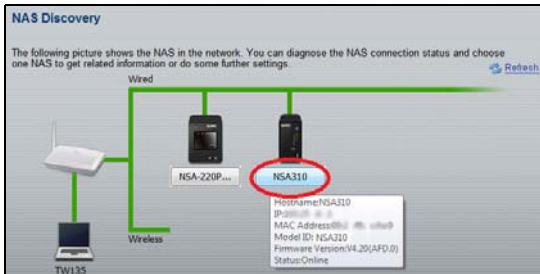 NAS Discovery
The following picture shows the NAS in the network. You can diagnose the NAS connection status and choose
one NAS to get related information or do some further settings.
Refresh
Wired
NSA-220P...
NSA310
Hostname:NSA310
IP:
MAC Address:
Model ID: NSA310
Firmware Version:V4.20(AFD.0)
Status:Online
Wireless
TW135